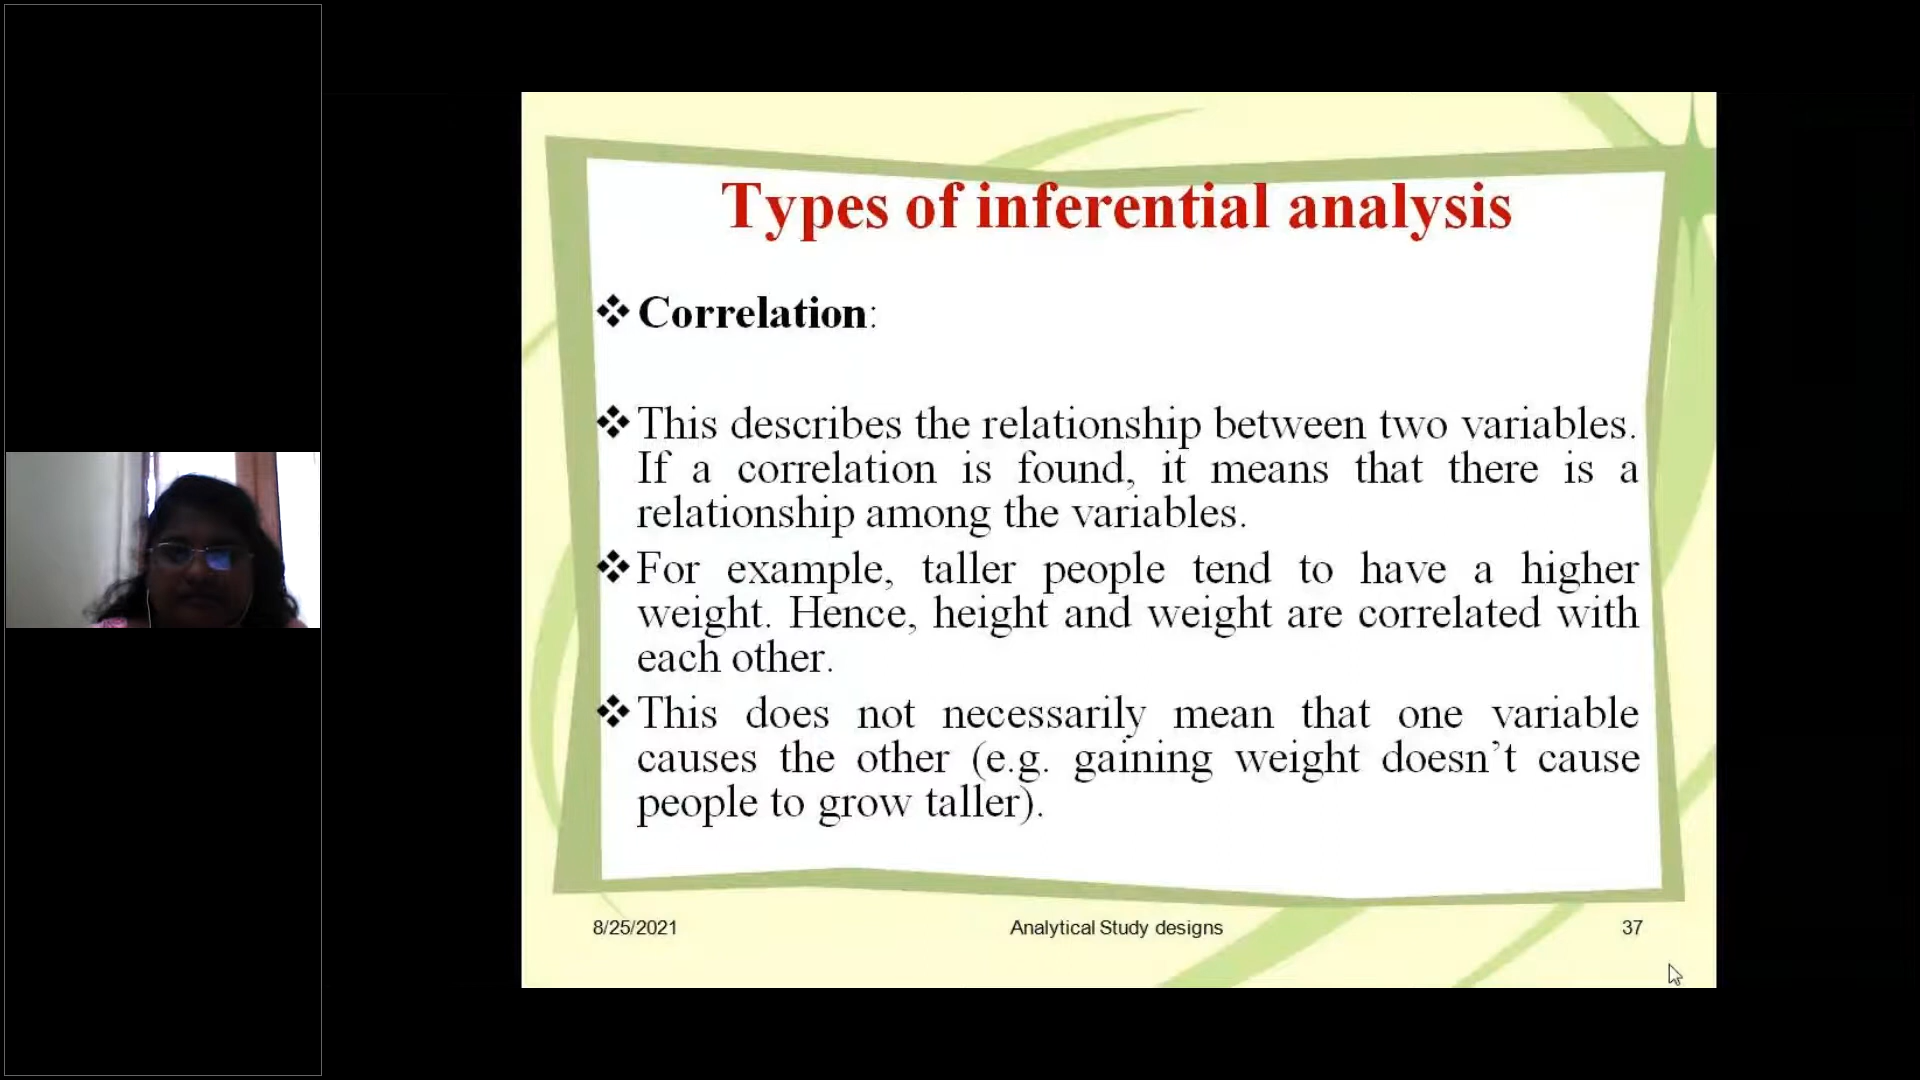 Types of inferential analysis
❖ Correlation:
❖ This describes the relationship between two variables.
If a correlation is found, it means that there is a
relationship among the variables.
❖ For example, taller people tend to have a higher
weight. Hence, height and weight are correlated with
each other.
❖ This does not necessarily mean that one variable
causes the other (e.g. gaining weight doesn’t cause
people to grow taller).
8/25/2021 Analytical Study designs 37